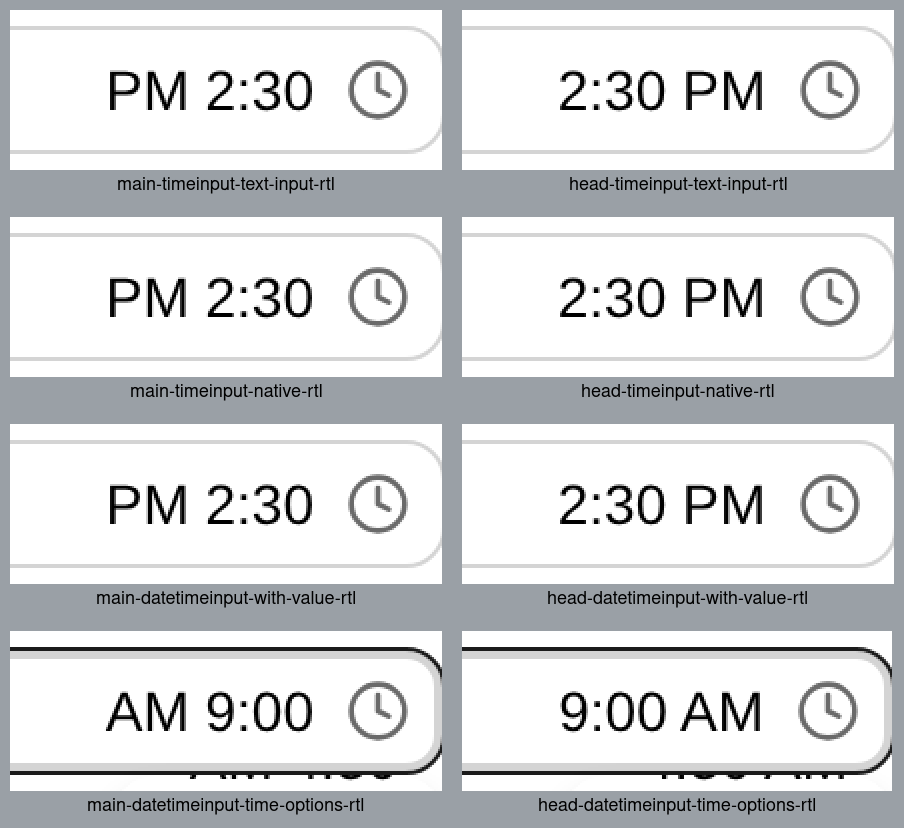 PM 2:30
2:30 PM
main-timeinput-text-input-rtl
head-timeinput-text-input-rtl
PM 2:30
2:30 PM
main-timeinput-native-rtl
head-timeinput-native-rtl
PM 2:30
2:30 PM
main-datetimeinput-with-value-rtl
head-datetimeinput-with-value-rtl
AM 9:00
9:00 AM
main-datetimeinput-time-options-rtl
head-datetimeinput-time-options-rtl